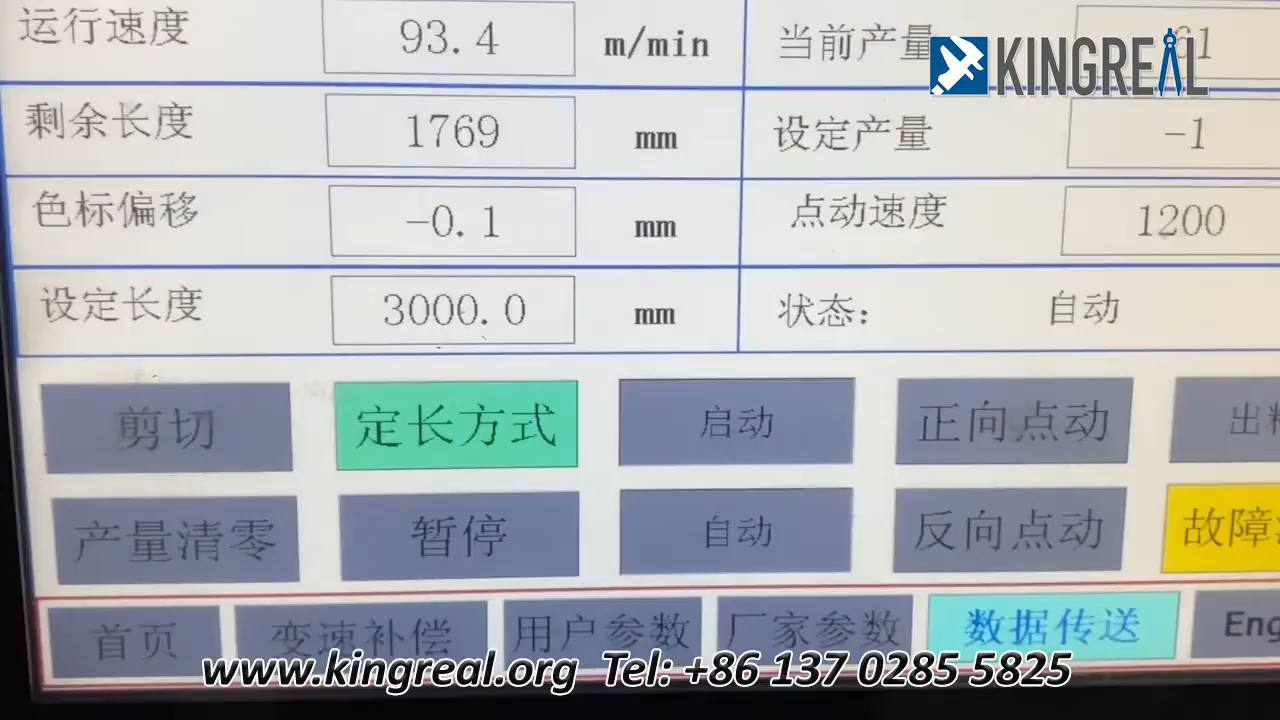 运行速度 93.4 m/min 当前产量 61
KINGREAL
剩余长度 1769 mm 设定产量 -1
色标偏移 -0.1 mm 点动速度 1200
设定长度 3000.0 mm 状态: 自动
剪切 定长方式 启动 正向点动 出
产量清零 暂停 自动 反向点动 故障
首页 变速补偿 用户参数 厂家参数 数据传送 Eng
www.kingreal.org Tel: +86 137 0285 5825